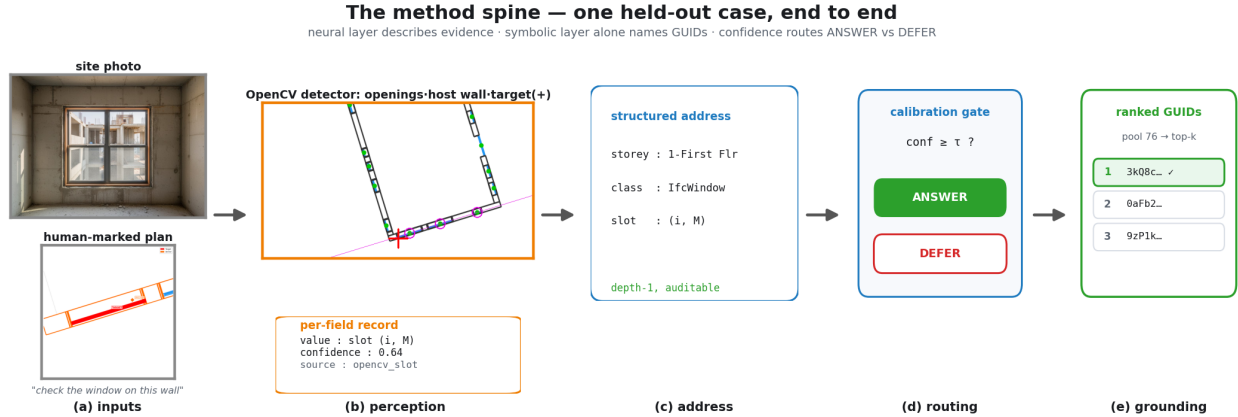 The method spine — one held-out case, end to end
neural layer describes evidence · symbolic layer alone names GUIDs · confidence routes ANSWER vs DEFER
site photo
human-marked plan
"check the window on this wall"
(a) inputs
OpenCV detector: openings·host wall·target(+)
per-field record
value : slot (i, M)
confidence : 0.64
source : opencv_slot
(b) perception
structured address
storey : 1-First Flr
class : IfcWindow
slot : (i, M)
depth-1, auditable
(c) address
calibration gate
conf ≥ τ ?
ANSWER
DEFER
(d) routing
ranked GUIDs
pool 76 → top-k
1 3kQ8c… ✓
2 0aFb2…
3 9zP1k…
(e) grounding